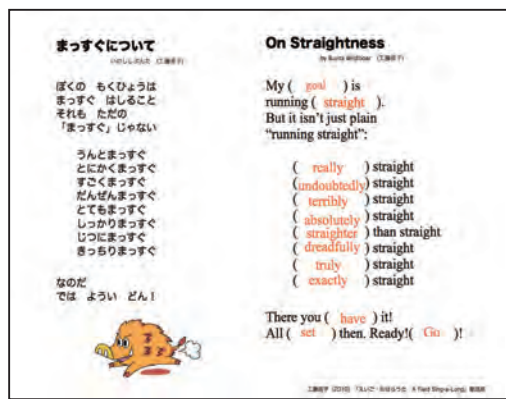 まっすぐについて
いのししぶんた (工藤直子)
ぼくの もくひょうは
まっすぐ はしること
それも ただの
「まっすぐ」じゃない
うんとまっすぐ
とにかくまっすぐ
すごくまっすぐ
だんぜんまっすぐ
とてもまっすぐ
しっかりまっすぐ
じつにまっすぐ
きっちりまっすぐ
なのだ
では ようい どん!
On Straightness
by Bunta Wildboar (工藤直子)
My ( goal ) is
running ( straight ).
But it isn't just plain
“running straight”:
( really ) straight
(undoubtedly) straight
( terribly ) straight
( absolutely ) straight
( straighter ) than straight
( dreadfully ) straight
( truly ) straight
( exactly ) straight
There you ( have ) it!
All ( set ) then. Ready!( Go )!